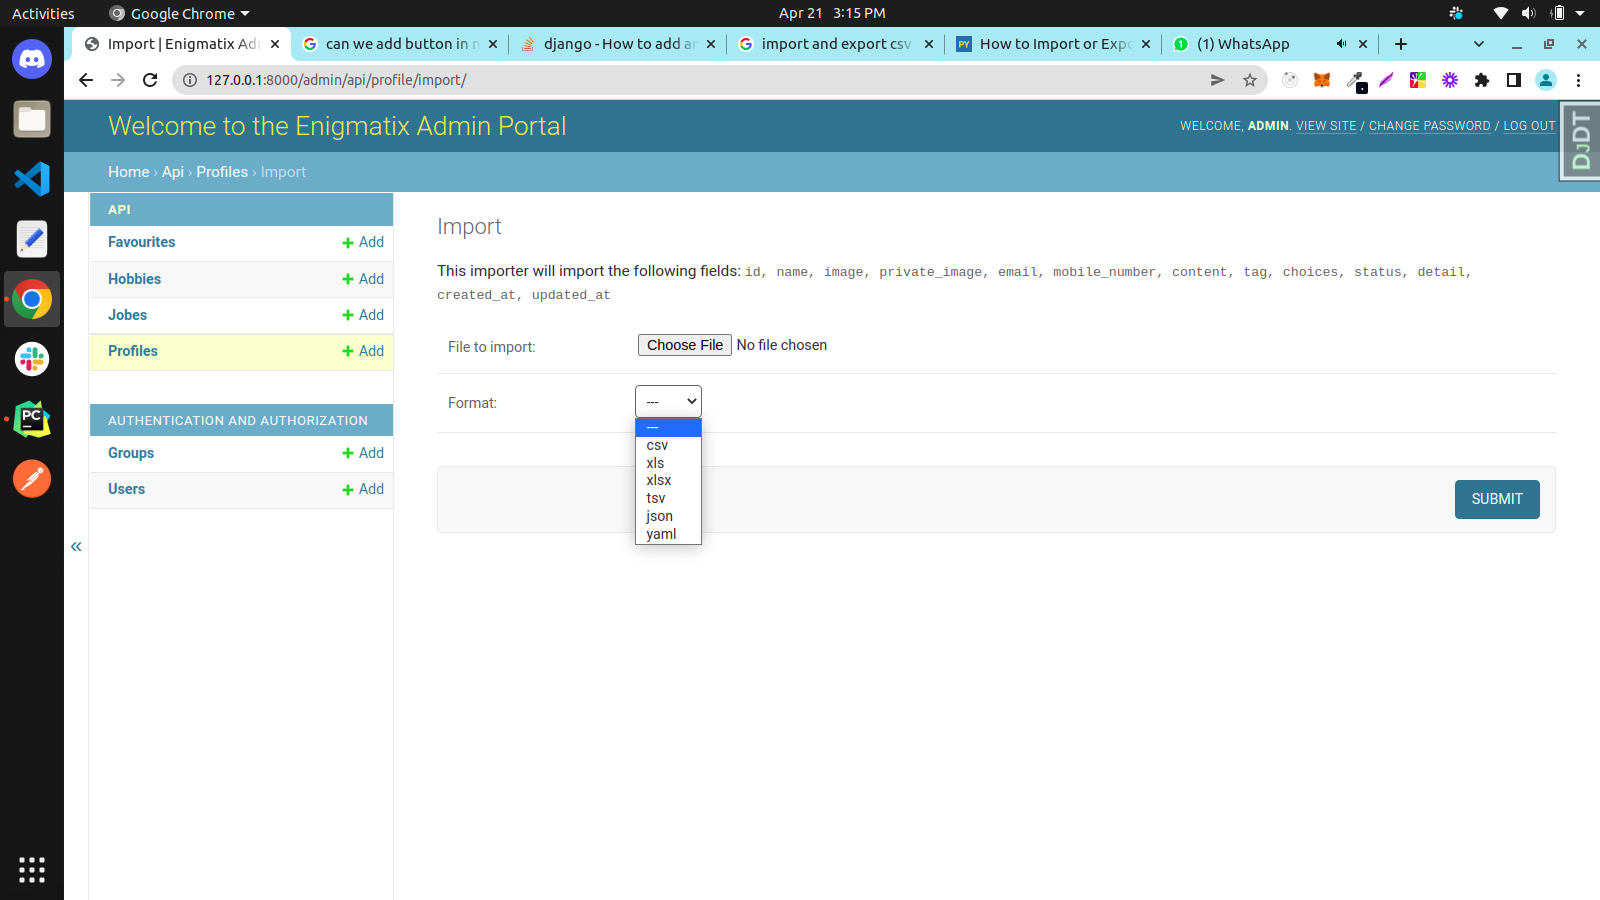 Activities Google Chrome Apr 21 3:15 PM
Import | Enigmatix Adm can we add button in n django - How to add an import and export csv PY How to Import or Expo (1) WhatsApp
127.0.0.1:8000/admin/api/profile/import/
Welcome to the Enigmatix Admin Portal
WELCOME, ADMIN. VIEW SITE / CHANGE PASSWORD / LOG OUT
DjDT
Home › Api › Profiles › Import
API
Favourites Add
Hobbies Add
Jobes Add
Profiles Add
AUTHENTICATION AND AUTHORIZATION
Groups Add
Users Add
«
Import
This importer will import the following fields: id, name, image, private_image, email, mobile_number, content, tag, choices, status, detail,
created_at, updated_at
File to import: Choose File No file chosen
Format: ---
---
csv
xls
xlsx
tsv
json
yaml
SUBMIT
PC